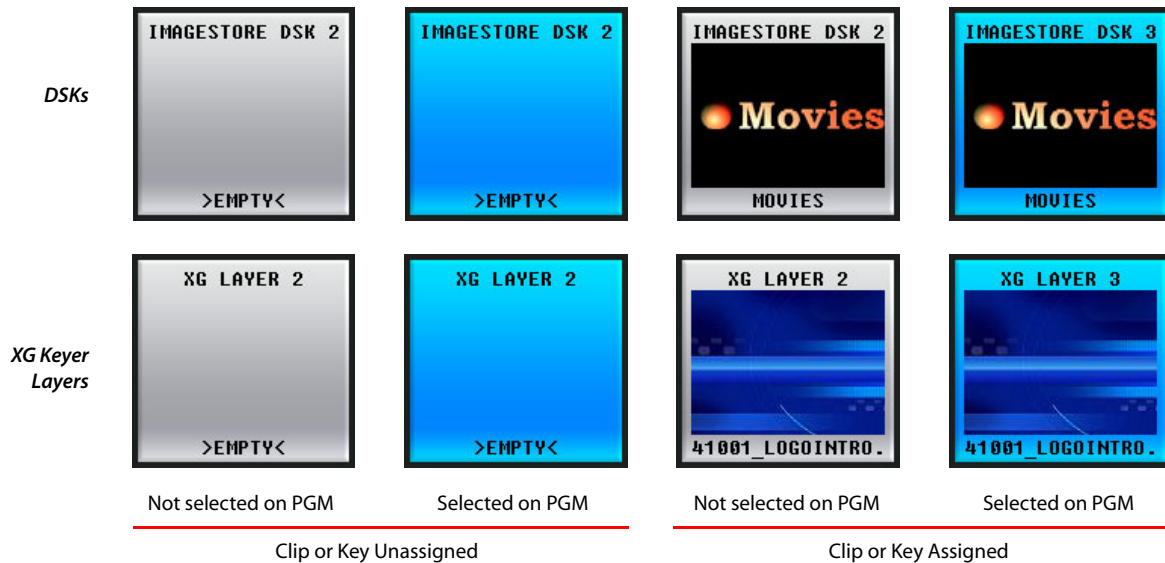 IMAGESTORE DSK 2
IMAGESTORE DSK 2
IMAGESTORE DSK 2
IMAGESTORE DSK 3
DSKs
Movies
Movies
>EMPTY<
>EMPTY<
MOVIES
MOVIES
XG LAYER 2
XG LAYER 2
XG LAYER 2
XG LAYER 3
XG Keyer
Layers
>EMPTY<
>EMPTY<
41001_LOGOINTRO.
41001_LOGOINTRO.
Not selected on PGM
Selected on PGM
Not selected on PGM
Selected on PGM
Clip or Key Unassigned
Clip or Key Assigned